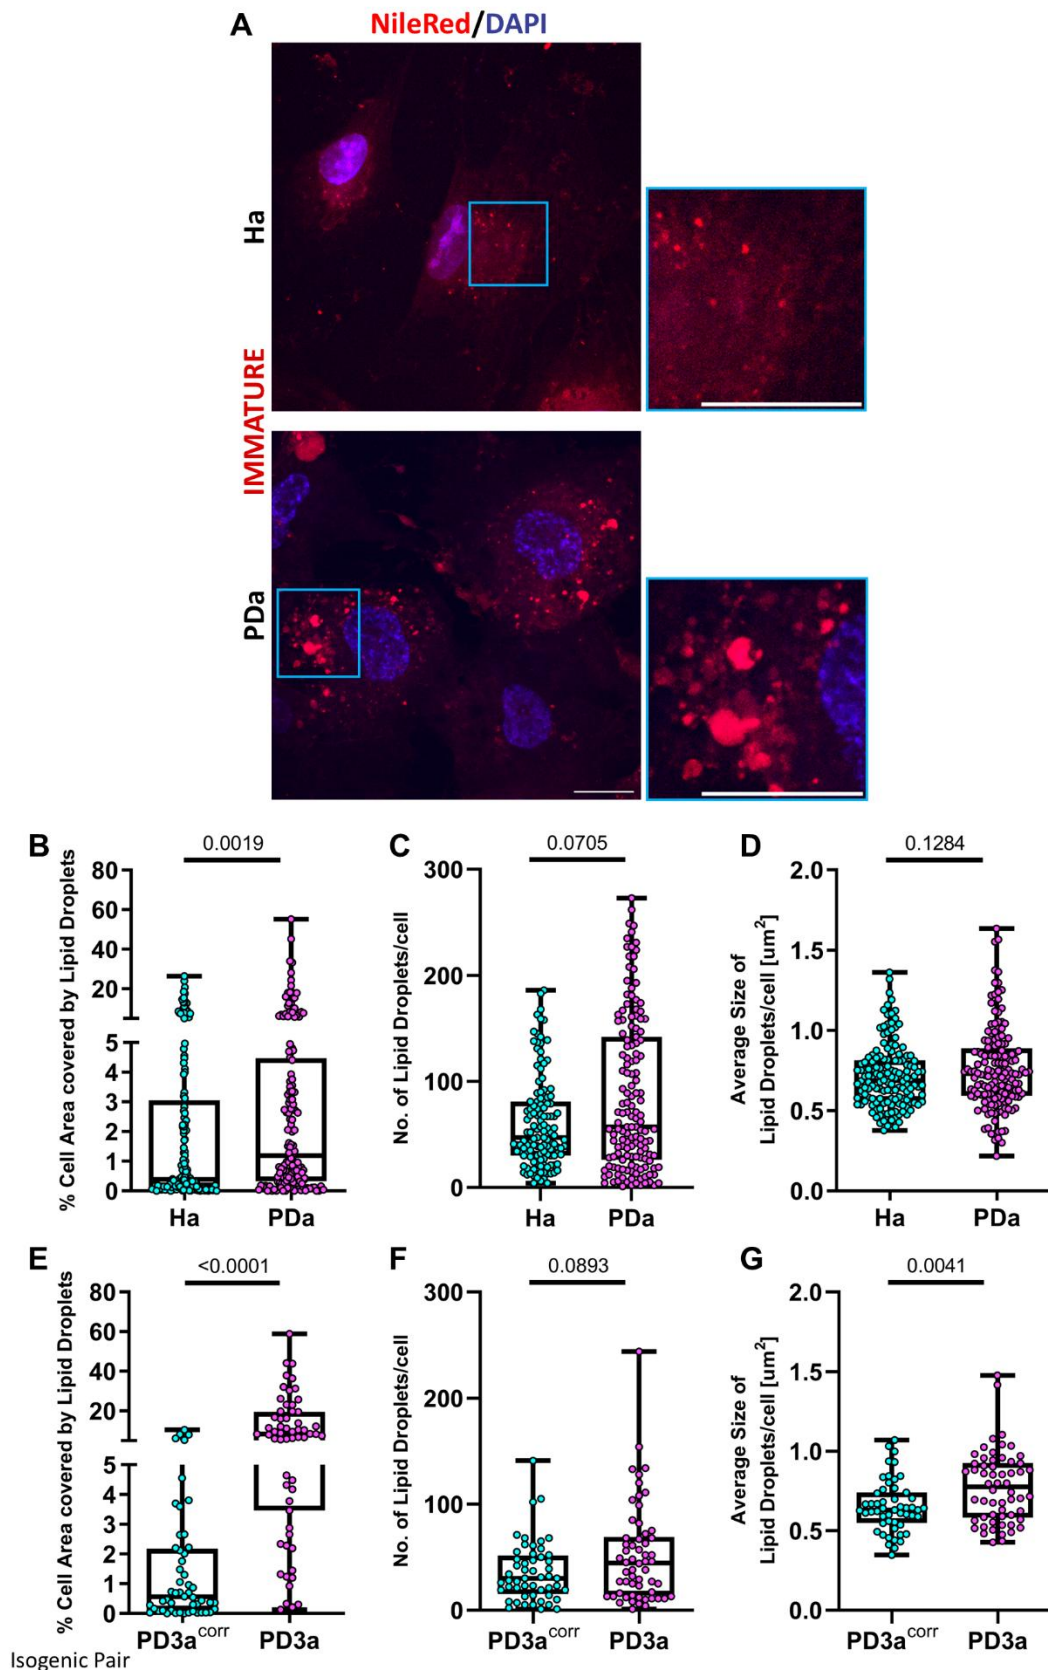 A
NileRed/DAPI
Ha
IMMATURE
PDa
B
0.0019
% Cell Area covered by Lipid Droplets
80
60
40
20
5
4
3
2
1
0
Ha PDa
C
0.0705
No. of Lipid Droplets/cell
300
200
100
0
Ha PDa
D
0.1284
Average Size of
Lipid Droplets/cell [um²]
2.0
1.5
1.0
0.5
0.0
Ha PDa
E
<0.0001
% Cell Area covered by Lipid Droplets
80
60
40
20
5
4
3
2
1
0
PD3aᶜᵒʳʳ PD3a
F
0.0893
No. of Lipid Droplets/cell
300
200
100
0
PD3aᶜᵒʳʳ PD3a
G
0.0041
Average Size of
Lipid Droplets/cell [um²]
2.0
1.5
1.0
0.5
0.0
PD3aᶜᵒʳʳ PD3a
Isogenic Pair